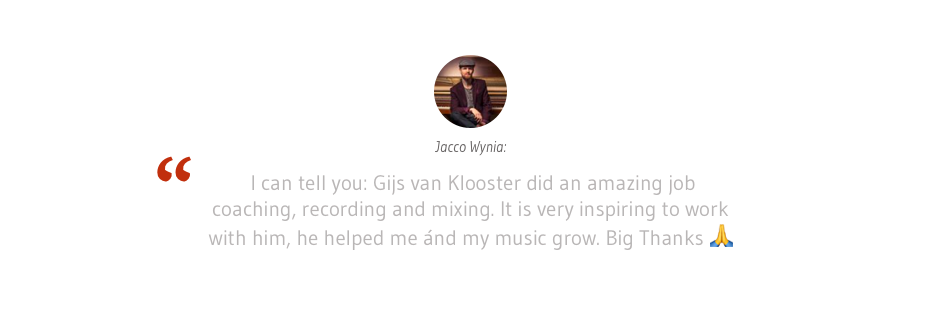 Jacco Wynia:
“
I can tell you: Gijs van Klooster did an amazing job
coaching, recording and mixing. It is very inspiring to work
with him, he helped me ánd my music grow. Big Thanks 🙏